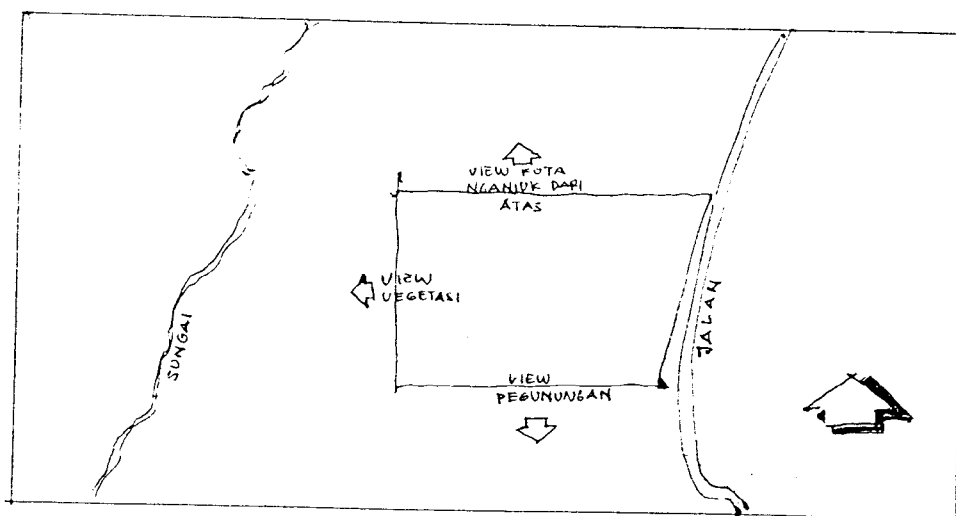 VIEW KOTA
NGANJUK DARI
ATAS
VIEW
VEGETASI
SUNGAI
JALAN
VIEW
PEGUNUNGAN